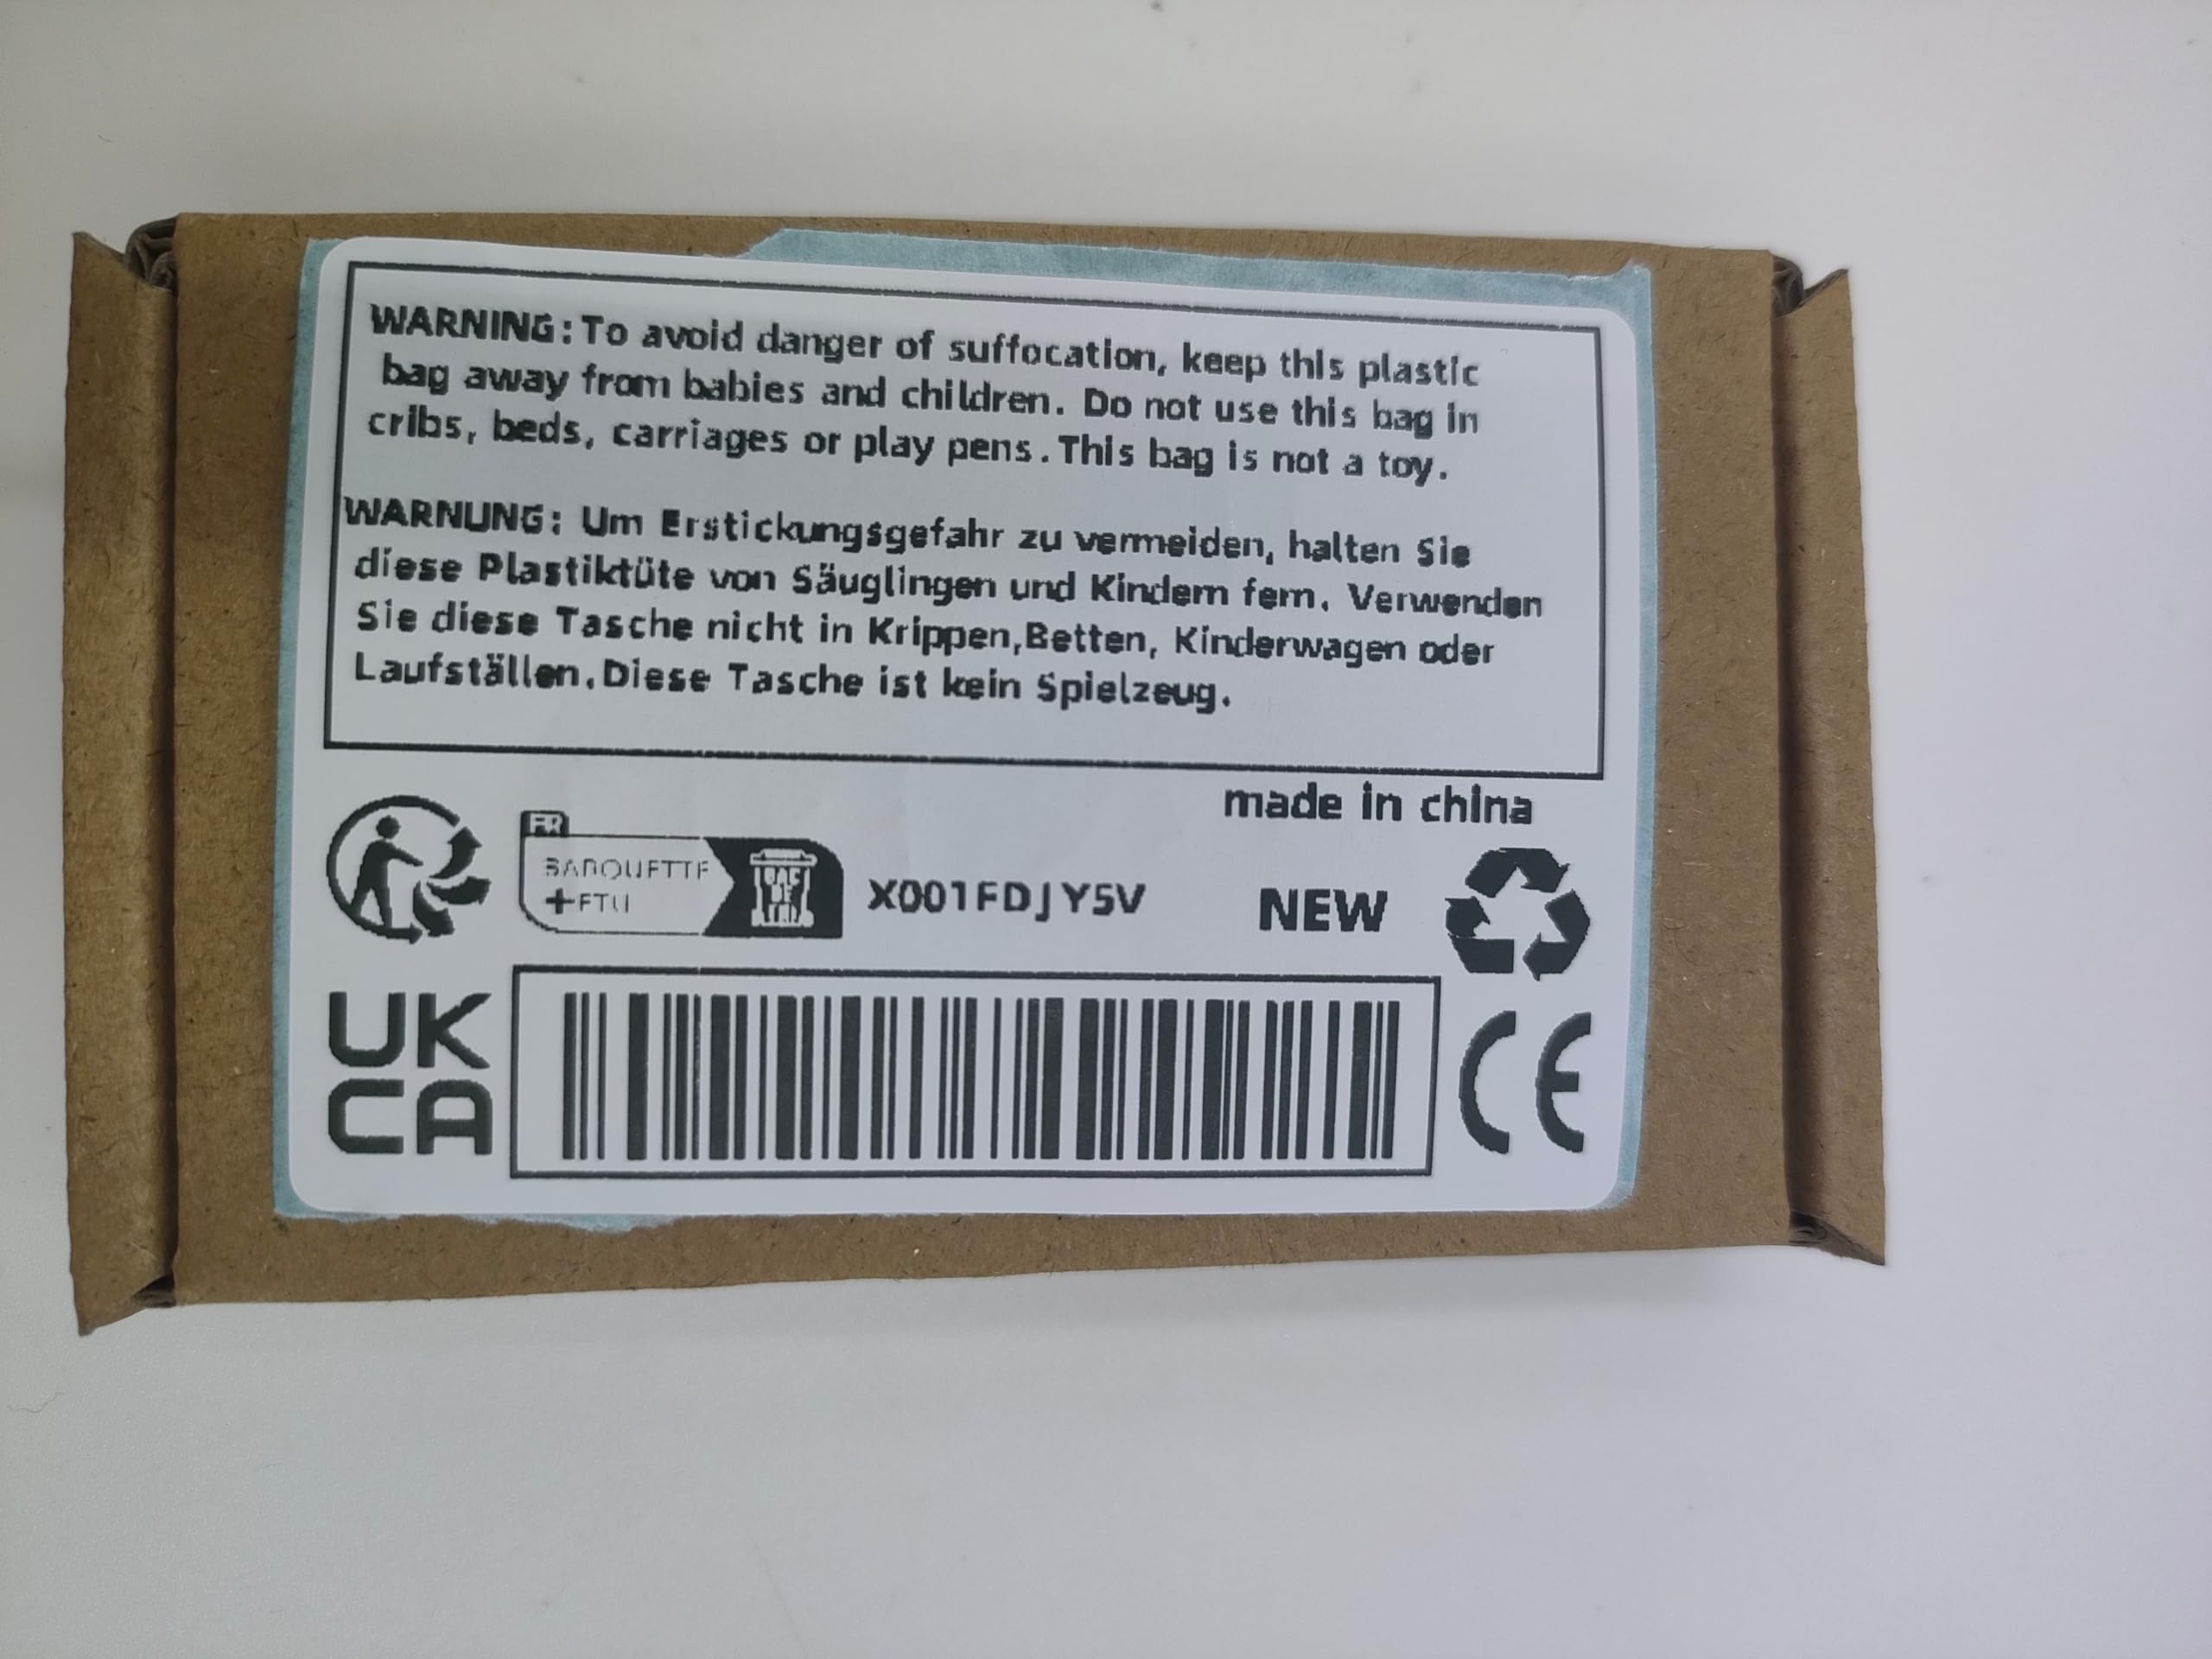 WARNING: To avoid danger of suffocation, keep this plastic
bag away from babies and children. Do not use this bag in
cribs, beds, carriages or play pens. This bag is not a toy.
WARNUNG: Um Erstickungsgefahr zu vermeiden, halten Sie
diese Plastiktüte von Säuglingen und Kindern fern. Verwenden
Sie diese Tasche nicht in Krippen,Betten, Kinderwagen oder
Laufställen.Diese Tasche ist kein Spielzeug.
made in china
FR
BARQUETTE
X001FDJY5V
NEW
UK
CA
CE